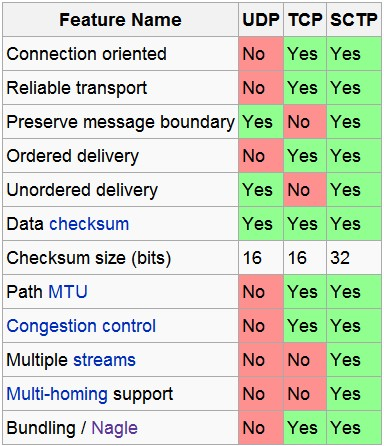 Feature Name UDP TCP SCTP
Connection oriented No Yes Yes
Reliable transport No Yes Yes
Preserve message boundary Yes No Yes
Ordered delivery No Yes Yes
Unordered delivery Yes No Yes
Data checksum Yes Yes Yes
Checksum size (bits) 16 16 32
Path MTU No Yes Yes
Congestion control No Yes Yes
Multiple streams No No Yes
Multi-homing support No No Yes
Bundling / Nagle No Yes Yes